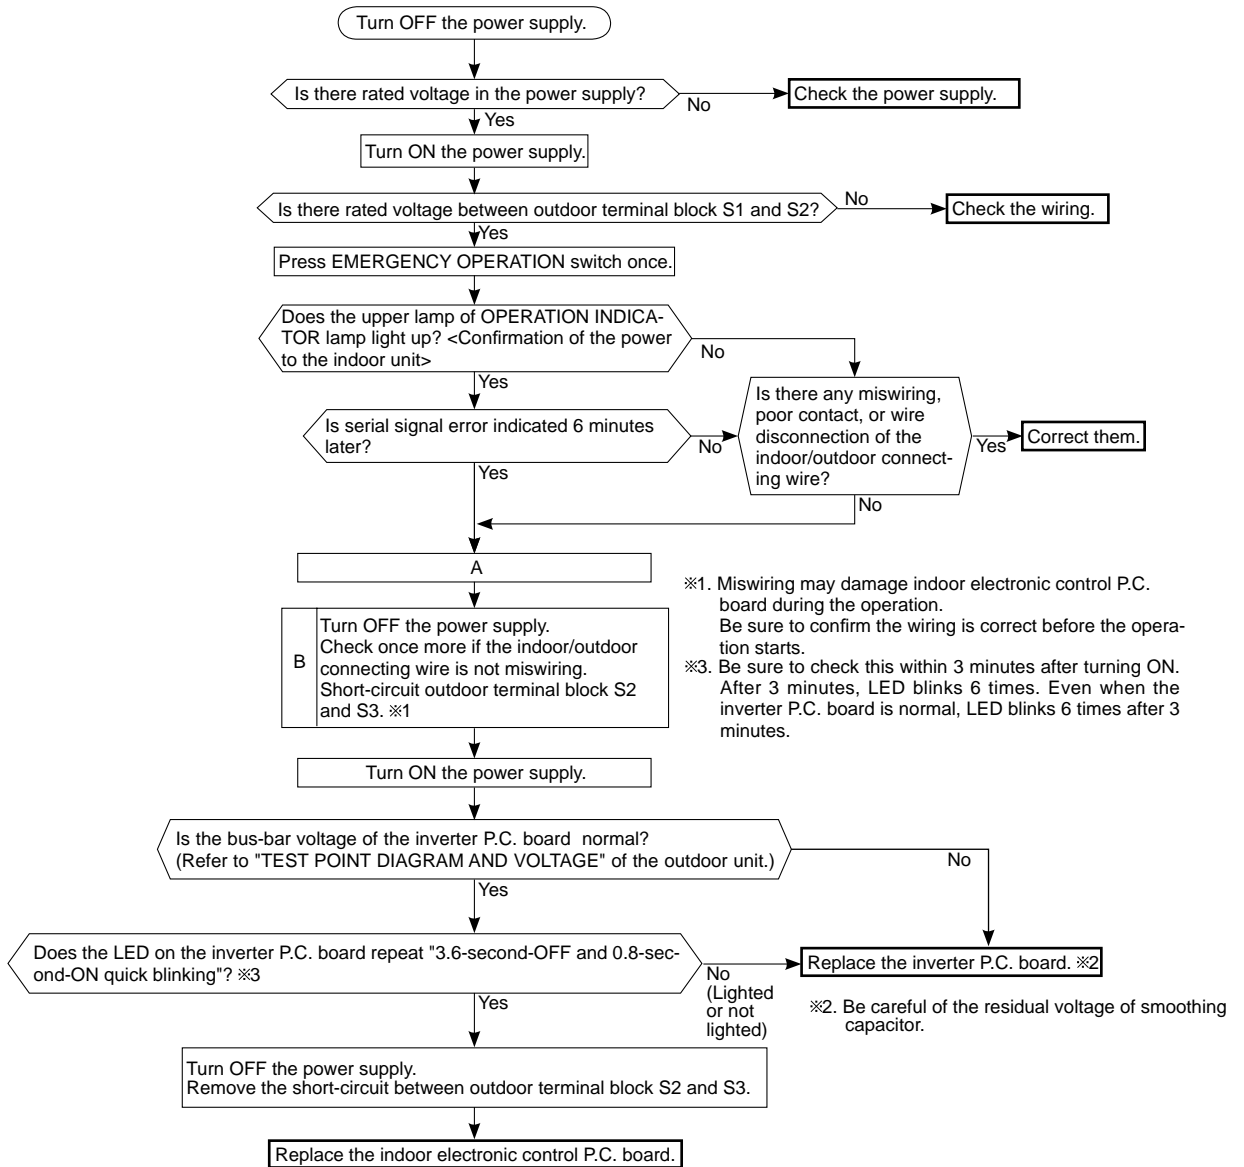 Turn OFF the power supply.
Is there rated voltage in the power supply?
No
Check the power supply.
Yes
Turn ON the power supply.
Is there rated voltage between outdoor terminal block S1 and S2?
No
Check the wiring.
Yes
Press EMERGENCY OPERATION switch once.
Does the upper lamp of OPERATION INDICA-
TOR lamp light up? <Confirmation of the power
to the indoor unit>
No
Yes
Is there any miswiring,
poor contact, or wire
disconnection of the
indoor/outdoor connect-
ing wire?
Yes
Correct them.
Is serial signal error indicated 6 minutes
later?
No
Yes
No
A
B
Turn OFF the power supply.
Check once more if the indoor/outdoor
connecting wire is not miswiring.
Short-circuit outdoor terminal block S2
and S3. ※1
※1. Miswiring may damage indoor electronic control P.C.
board during the operation.
Be sure to confirm the wiring is correct before the opera-
tion starts.
※3. Be sure to check this within 3 minutes after turning ON.
After 3 minutes, LED blinks 6 times. Even when the
inverter P.C. board is normal, LED blinks 6 times after 3
minutes.
Turn ON the power supply.
Is the bus-bar voltage of the inverter P.C. board normal?
(Refer to "TEST POINT DIAGRAM AND VOLTAGE" of the outdoor unit.)
No
Yes
Does the LED on the inverter P.C. board repeat "3.6-second-OFF and 0.8-sec-
ond-ON quick blinking"? ※3
No
(Lighted
or not
lighted)
Replace the inverter P.C. board. ※2
※2. Be careful of the residual voltage of smoothing
capacitor.
Yes
Turn OFF the power supply.
Remove the short-circuit between outdoor terminal block S2 and S3.
Replace the indoor electronic control P.C. board.